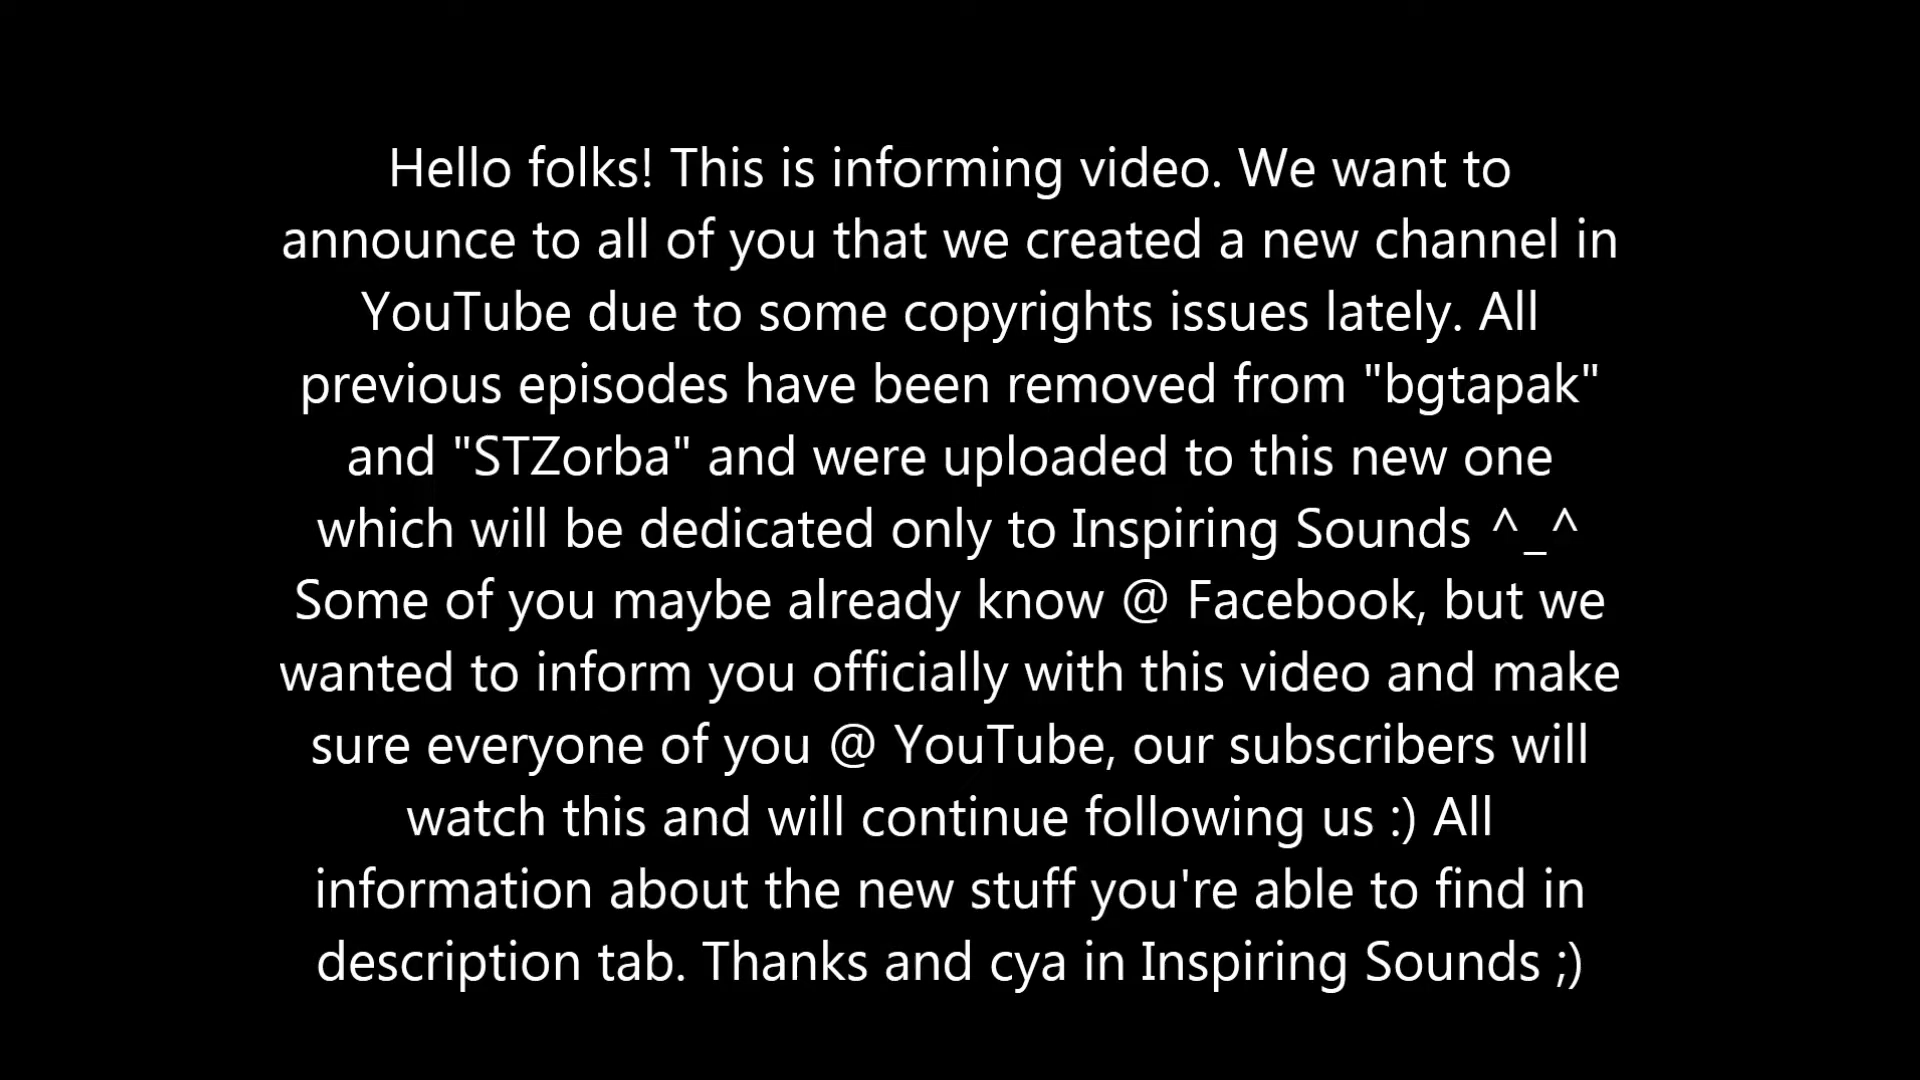 Hello folks! This is informing video. We want to
announce to all of you that we created a new channel in
YouTube due to some copyrights issues lately. All
previous episodes have been removed from "bgtapak"
and "STZorba" and were uploaded to this new one
which will be dedicated only to Inspiring Sounds ^_^
Some of you maybe already know @ Facebook, but we
wanted to inform you officially with this video and make
sure everyone of you @ YouTube, our subscribers will
watch this and will continue following us :) All
information about the new stuff you're able to find in
description tab. Thanks and cya in Inspiring Sounds ;)